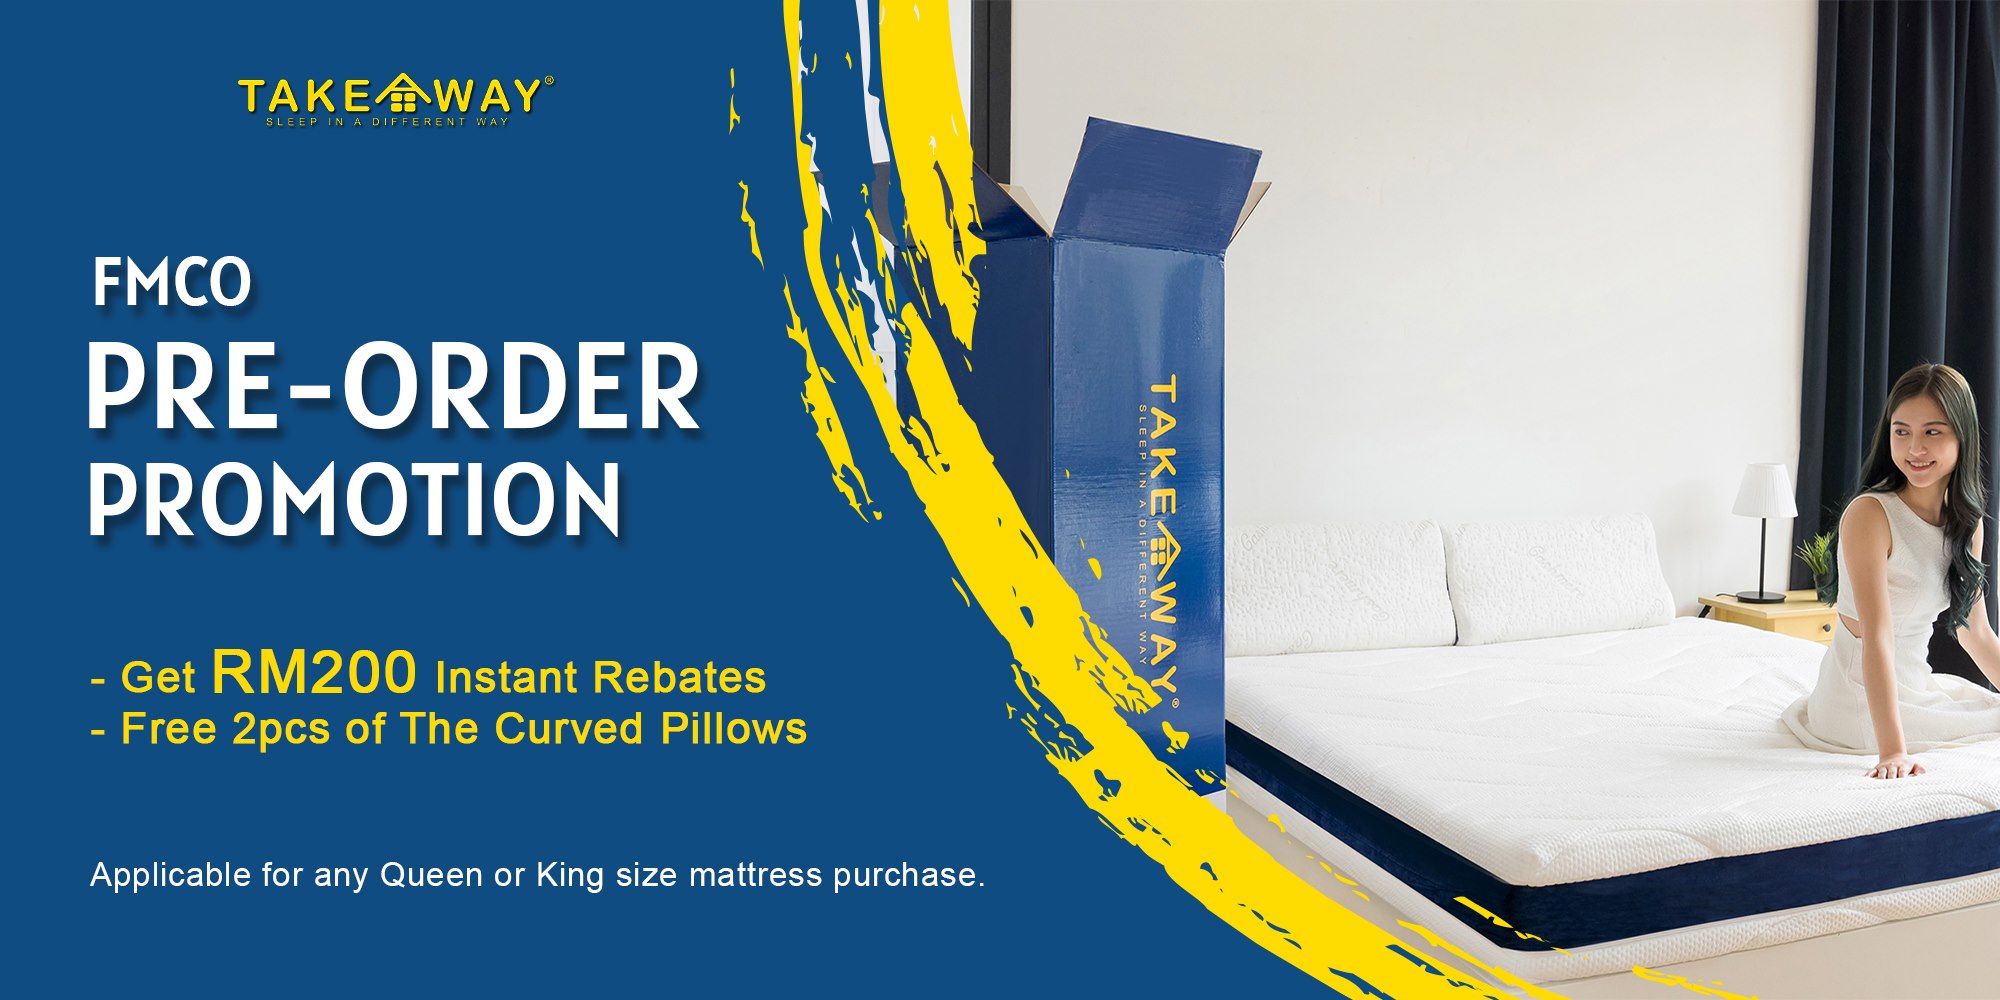 TAKEAWAY®
SLEEP IN A DIFFERENT WAY
FMCO
PRE-ORDER
PROMOTION
- Get RM200 Instant Rebates
- Free 2pcs of The Curved Pillows
Applicable for any Queen or King size mattress purchase.
TAKEAWAY®
SLEEP IN A DIFFERENT WAY